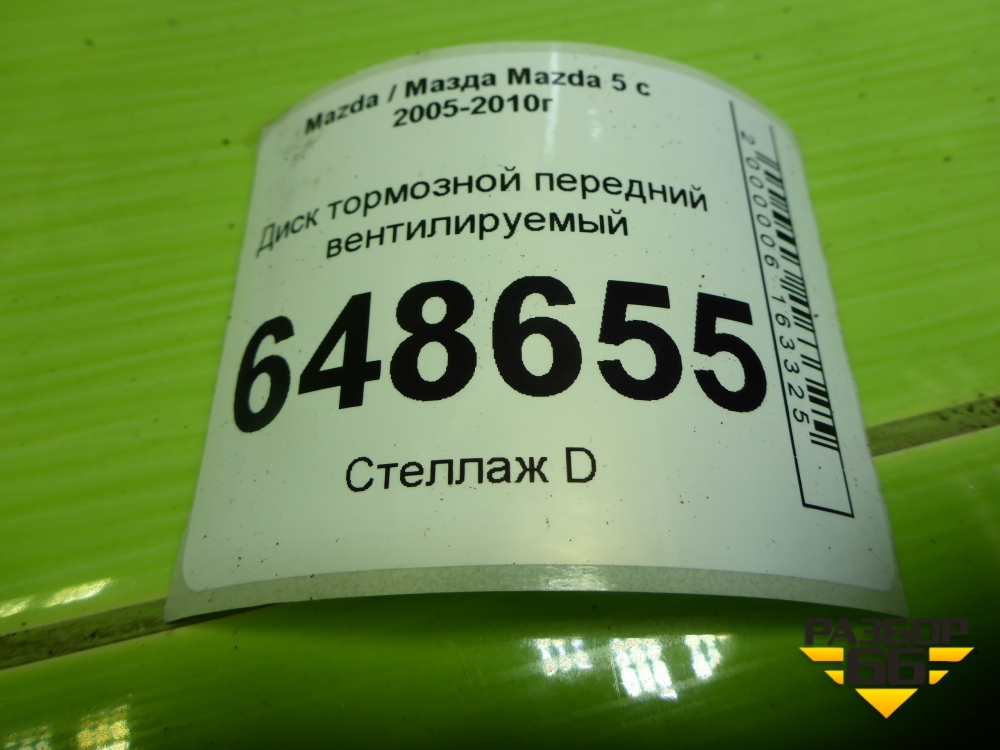 Mazda / Мазда Mazda 5 с
2005-2010г
Диск тормозной передний
вентилируемый
648655
Стеллаж D
2000006163325
РАЗБОР
66